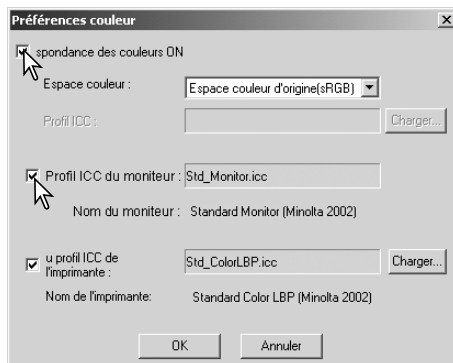 Préférences couleur
spondance des couleurs ON
Espace couleur :
Espace couleur d'origine(sRGB)
Profil ICC :
Charger...
Profil ICC du moniteur :
Std_Monitor.icc
Nom du moniteur :
Standard Monitor (Minolta 2002)
u profil ICC de
l'imprimante :
Std_ColorLBP.icc
Charger...
Nom de l'imprimante:
Standard Color LBP (Minolta 2002)
OK
Annuler